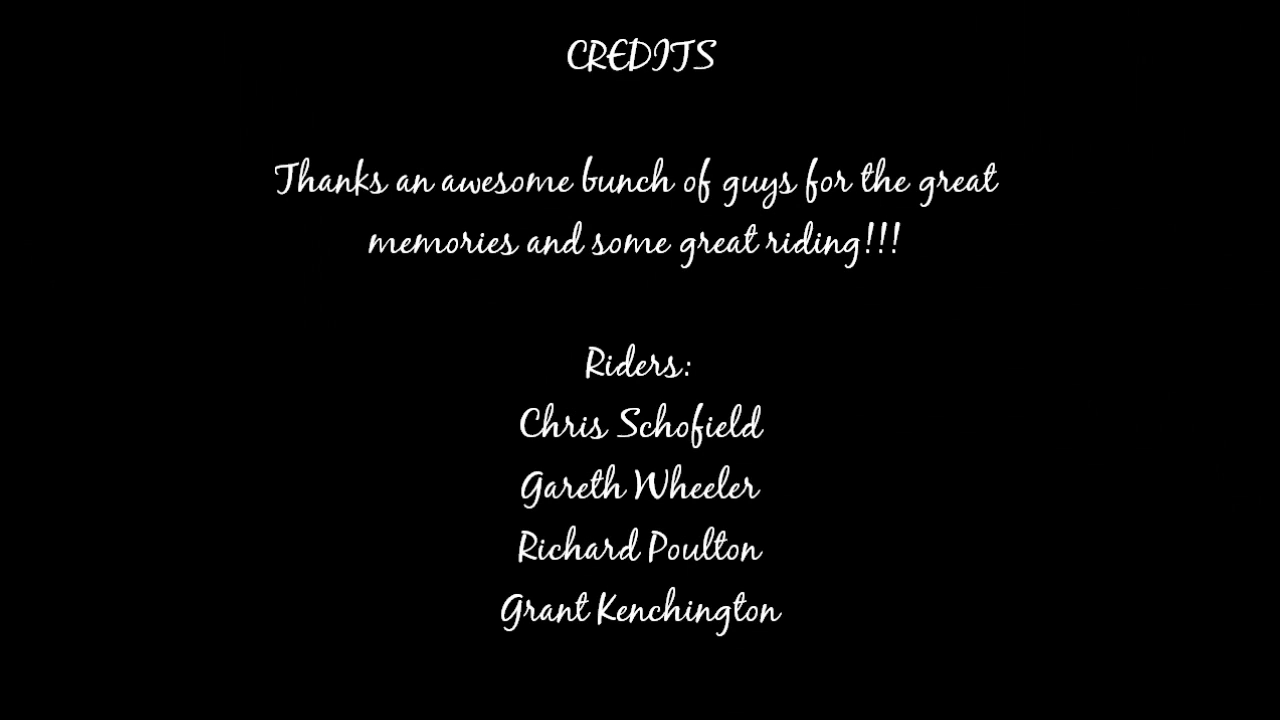 CREDITS
Thanks an awesome bunch of guys for the great
memories and some great riding!!!
Riders:
Chris Schofield
Gareth Wheeler
Richard Poulton
Grant Kenchington